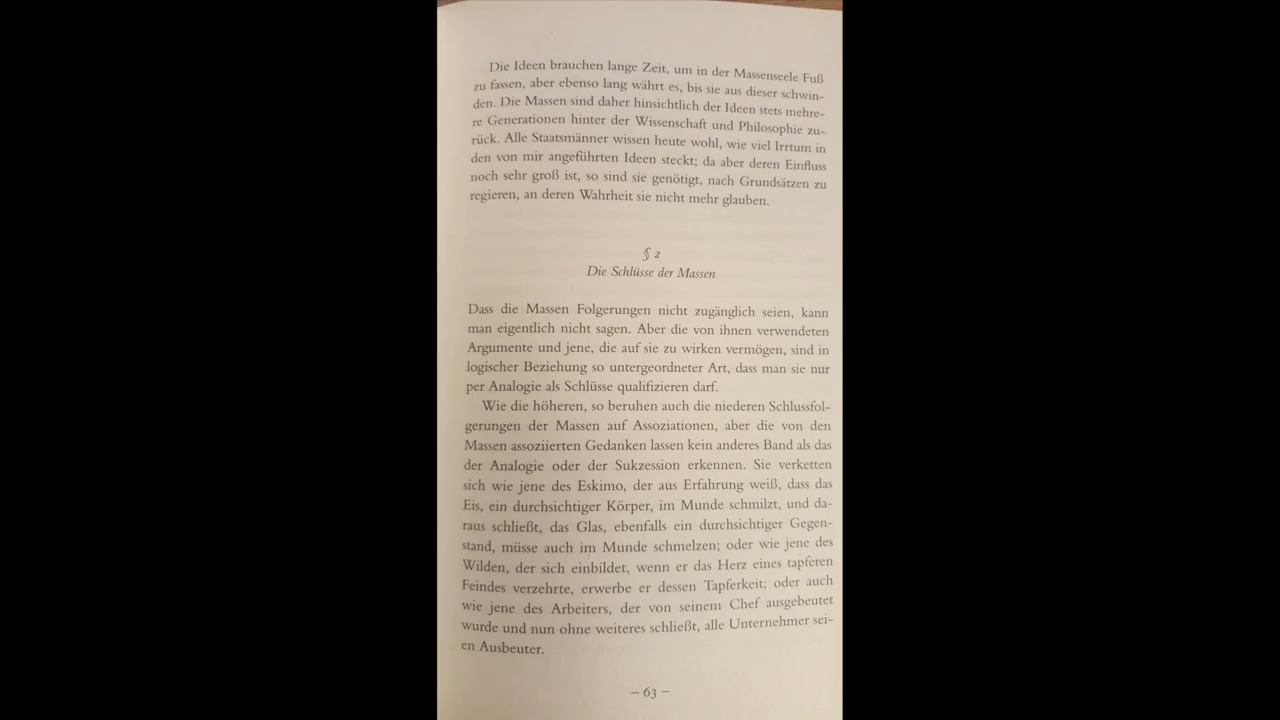 Die Ideen brauchen lange Zeit, um in der Massenseele Fuß
zu fassen, aber ebenso lang währt es, bis sie aus dieser schwin-
den. Die Massen sind daher hinsichtlich der Ideen stets mehre-
re Generationen hinter der Wissenschaft und Philosophie zu-
rück. Alle Staatsmänner wissen heute wohl, wie viel Irrtum in
den von mir angeführten Ideen steckt; da aber deren Einfluss
noch sehr groß ist, so sind sie genötigt, nach Grundsätzen zu
regieren, an deren Wahrheit sie nicht mehr glauben.
§ 2
Die Schlüsse der Massen
Dass die Massen Folgerungen nicht zugänglich seien, kann
man eigentlich nicht sagen. Aber die von ihnen verwendeten
Argumente und jene, die auf sie zu wirken vermögen, sind in
logischer Beziehung so untergeordneter Art, dass man sie nur
per Analogie als Schlüsse qualifizieren darf.
Wie die höheren, so beruhen auch die niederen Schlussfol-
gerungen der Massen auf Assoziationen, aber die von den
Massen assoziierten Gedanken lassen kein anderes Band als das
der Analogie oder der Sukzession erkennen. Sie verketten
sich wie jene des Eskimo, der aus Erfahrung weiß, dass das
Eis, ein durchsichtiger Körper, im Munde schmilzt, und da-
raus schließt, das Glas, ebenfalls ein durchsichtiger Gegen-
stand, müsse auch im Munde schmelzen; oder wie jene des
Wilden, der sich einbildet, wenn er das Herz eines tapferen
Feindes verzehrte, erwerbe er dessen Tapferkeit; oder auch
wie jene des Arbeiters, der von seinem Chef ausgebeutet
wurde und nun ohne weiteres schließt, alle Unternehmer sei-
en Ausbeuter.
– 63 –